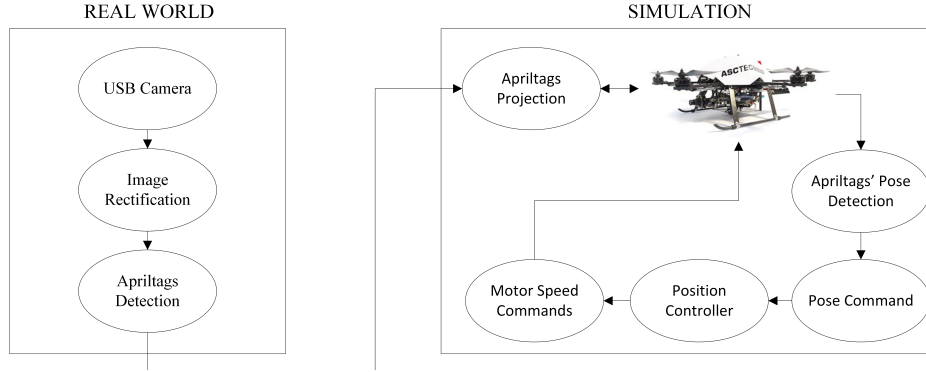 REAL WORLD
USB Camera
Image
Rectification
Apriltags
Detection
SIMULATION
Apriltags
Projection
ASCTEC
Apriltags’ Pose
Detection
Motor Speed
Commands
Position
Controller
Pose Command